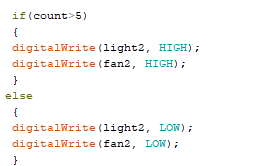 if(count>5)
{
digitalWrite(light2, HIGH);
digitalWrite(fan2, HIGH);
}
else
{
digitalWrite(light2, LOW);
digitalWrite(fan2, LOW);
}